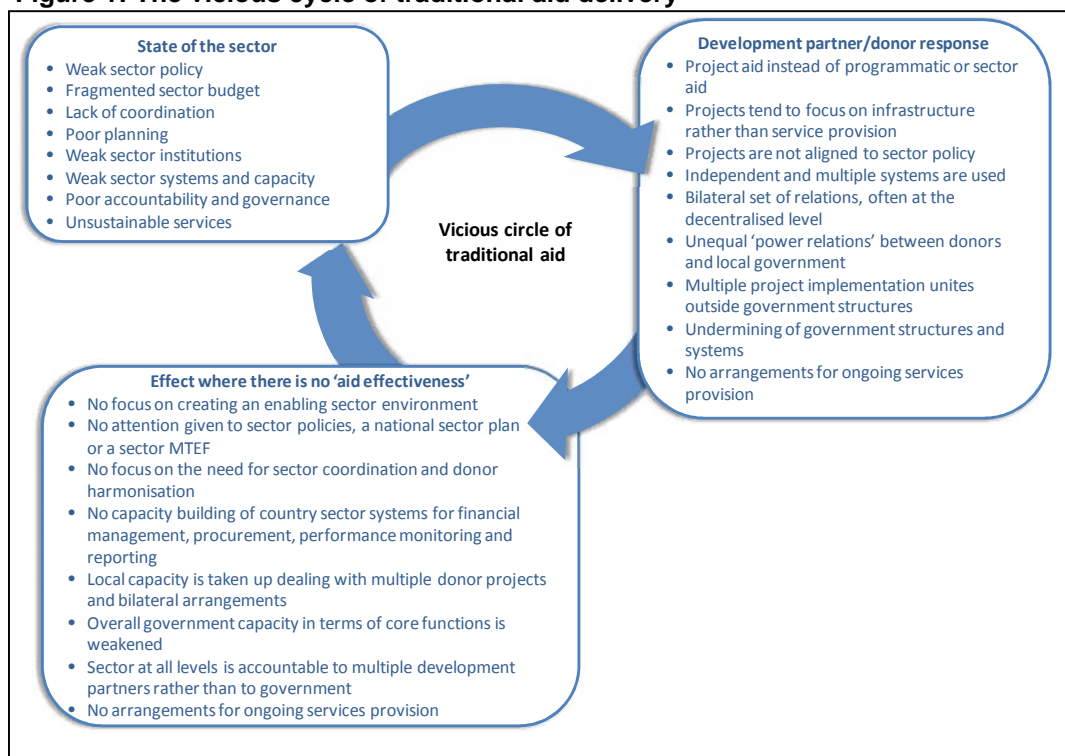 Figure 1: The vicious cycle of traditional aid delivery
State of the sector
• Weak sector policy
• Fragmented sector budget
• Lack of coordination
• Poor planning
• Weak sector institutions
• Weak sector systems and capacity
• Poor accountability and governance
• Unsustainable services
Development partner/donor response
• Project aid instead of programmatic or sector
aid
• Projects tend to focus on infrastructure
rather than service provision
• Projects are not aligned to sector policy
• Independent and multiple systems are used
• Bilateral set of relations, often at the
decentralised level
• Unequal ‘power relations’ between donors
and local government
• Multiple project implementation unites
outside government structures
• Undermining of government structures and
systems
• No arrangements for ongoing services
provision
Vicious circle of
traditional aid
Effect where there is no ‘aid effectiveness’
• No focus on creating an enabling sector environment
• No attention given to sector policies, a national sector plan
or a sector MTEF
• No focus on the need for sector coordination and donor
harmonisation
• No capacity building of country sector systems for financial
management, procurement, performance monitoring and
reporting
• Local capacity is taken up dealing with multiple donor projects
and bilateral arrangements
• Overall government capacity in terms of core functions is
weakened
• Sector at all levels is accountable to multiple development
partners rather than to government
• No arrangements for ongoing services provision